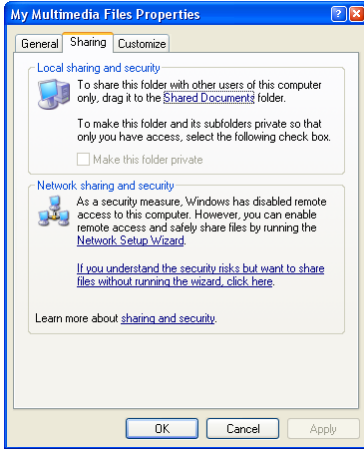 My Multimedia Files Properties
General Sharing Customize
Local sharing and security
To share this folder with other users of this computer
only, drag it to the Shared Documents folder.
To make this folder and its subfolders private so that
only you have access, select the following check box.
Make this folder private
Network sharing and security
As a security measure, Windows has disabled remote
access to this computer. However, you can enable
remote access and safely share files by running the
Network Setup Wizard.
If you understand the security risks but want to share
files without running the wizard, click here.
Learn more about sharing and security.
OK Cancel Apply